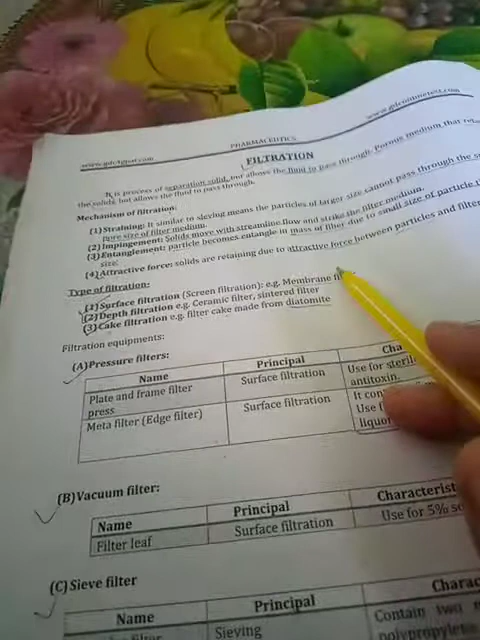 www.gdc4gpat.com PHARMACEUTICS www.gdconlinetest.com
FILTRATION
It is process of separation solid, but allows the fluid to pass through. Porous medium that
the solids, but allows the fluid to pass through.
Mechanism of filtration:
(1) Straining: It similar to sieving means the particles of larger size cannot pass through the
pore size of filter medium.
(2) Impingement: Solids move with streamline flow and strike the filter medium.
(3) Entanglement: particle becomes entangle in mass of fiber due to small size of particle
size.
(4) Attractive force: solids are retaining due to attractive force between particles and filter
Type of filtration:
(1) Surface filtration (Screen filtration): e.g. Membrane
(2) Depth filtration e.g. Ceramic filter, sintered filter
(3) Cake filtration e.g. filter cake made from diatomite
Filtration equipments:
(A) Pressure filters:
Name Principal
Plate and frame filter Surface filtration Use for
press antitoxin.
Meta filter (Edge filter) Surface filtration It
Use
(B) Vacuum filter:
Name Principal
Filter leaf Surface filtration Use for 5%
(C) Sieve filter
Name Principal
filter Sieving Contain two